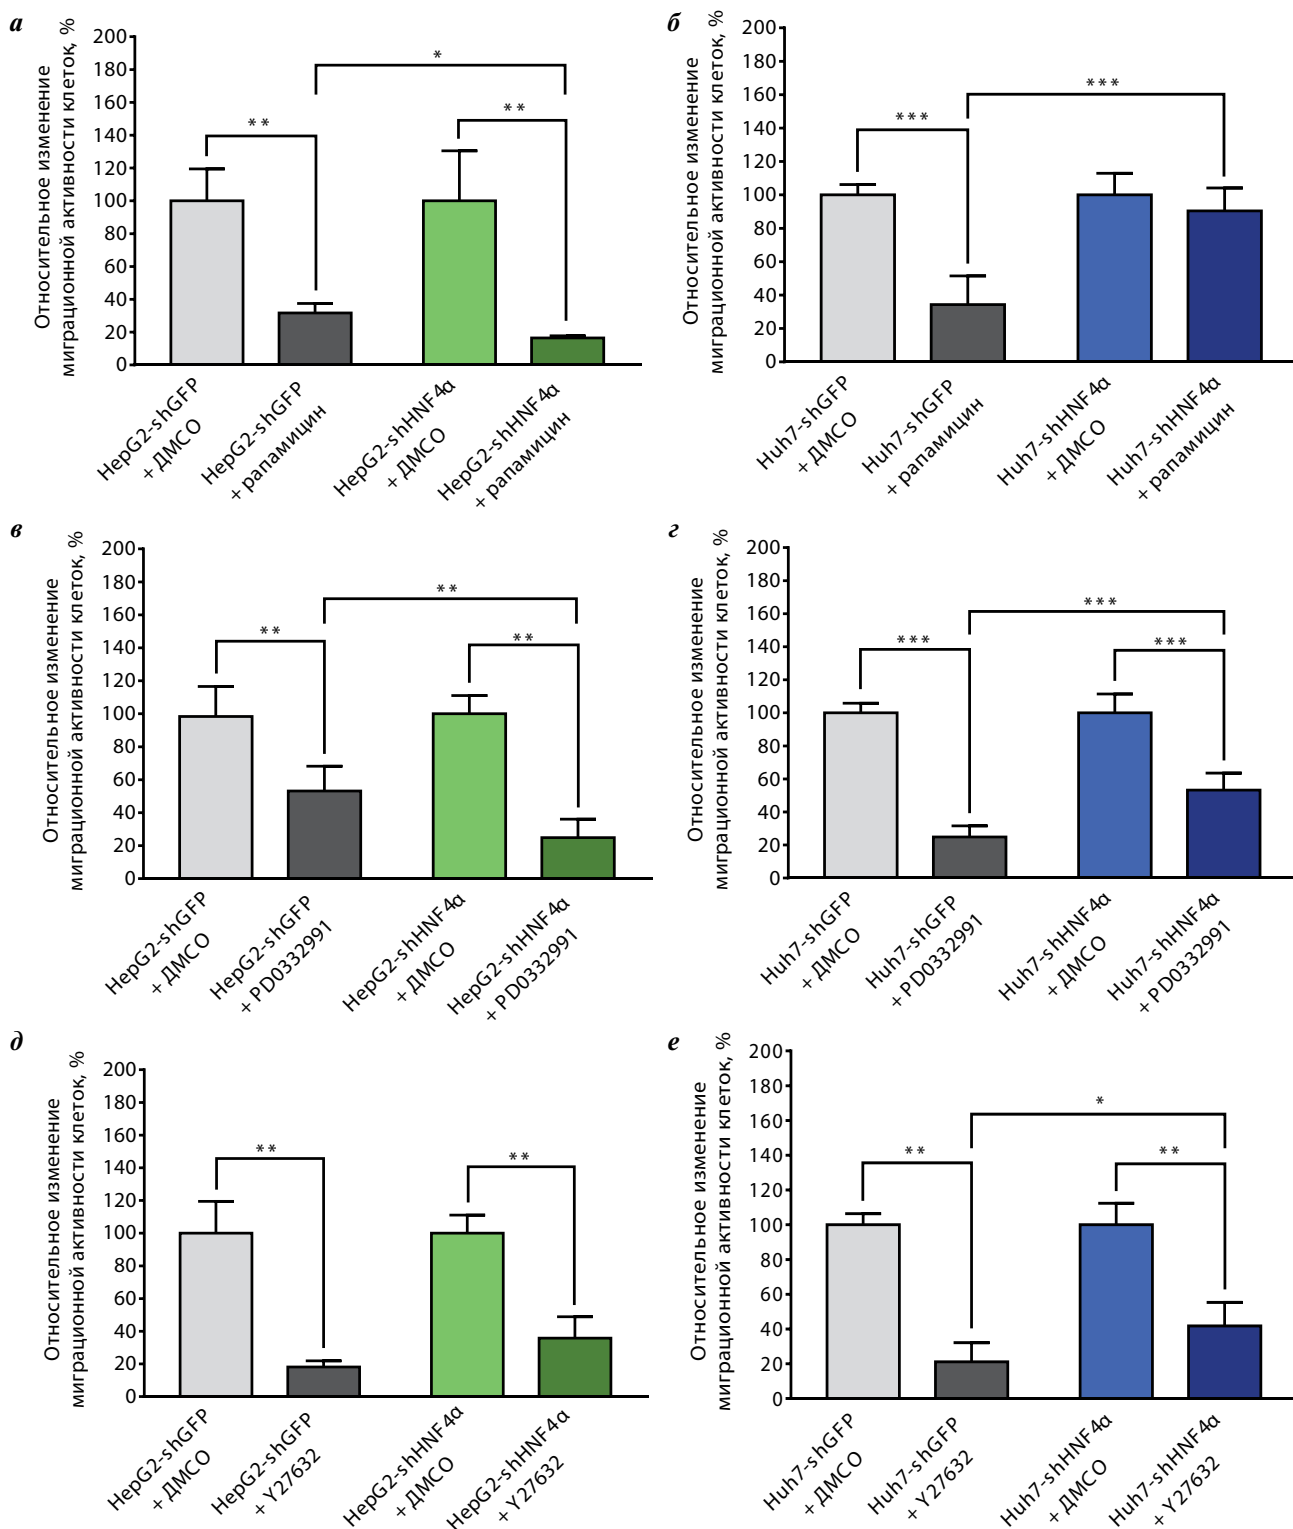 а
Относительное изменение
миграционной активности клеток, %
200
180
160
140
120
100
80
60
40
20
0
**
*
**
HepG2-shGFP
+ ДМСО
HepG2-shGFP
+ рапамицин
HepG2-shHNF4α
+ ДМСО
HepG2-shHNF4α
+ рапамицин
б
Относительное изменение
миграционной активности клеток, %
200
180
160
140
120
100
80
60
40
20
0
***
***
Huh7-shGFP
+ ДМСО
Huh7-shGFP
+ рапамицин
Huh7-shHNF4α
+ ДМСО
Huh7-shHNF4α
+ рапамицин
в
Относительное изменение
миграционной активности клеток, %
200
180
160
140
120
100
80
60
40
20
0
**
**
**
HepG2-shGFP
+ ДМСО
HepG2-shGFP
+ PD0332991
HepG2-shHNF4α
+ ДМСО
HepG2-shHNF4α
+ PD0332991
г
Относительное изменение
миграционной активности клеток, %
200
180
160
140
120
100
80
60
40
20
0
***
***
***
Huh7-shGFP
+ ДМСО
Huh7-shGFP
+ PD0332991
Huh7-shHNF4α
+ ДМСО
Huh7-shHNF4α
+ PD0332991
д
Относительное изменение
миграционной активности клеток, %
200
180
160
140
120
100
80
60
40
20
0
**
**
HepG2-shGFP
+ ДМСО
HepG2-shGFP
+ Y27632
HepG2-shHNF4α
+ ДМСО
HepG2-shHNF4α
+ Y27632
е
Относительное изменение
миграционной активности клеток, %
200
180
160
140
120
100
80
60
40
20
0
**
*
**
Huh7-shGFP
+ ДМСО
Huh7-shGFP
+ Y27632
Huh7-shHNF4α
+ ДМСО
Huh7-shHNF4α
+ Y27632